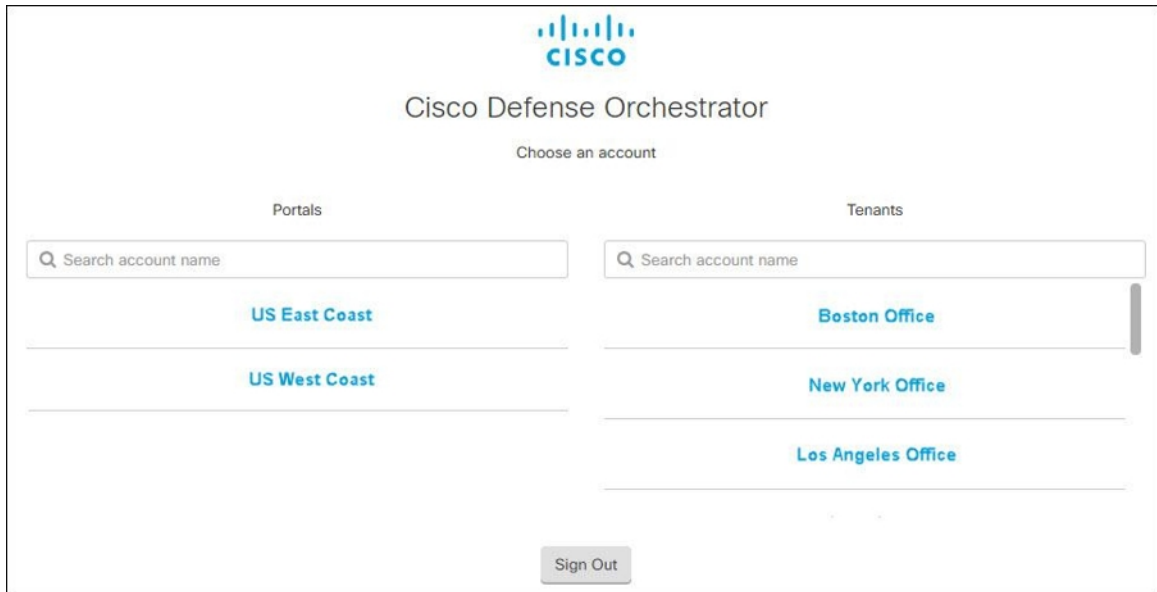 CISCO
Cisco Defense Orchestrator
Choose an account
Portals
Search account name
US East Coast
US West Coast
Tenants
Search account name
Boston Office
New York Office
Los Angeles Office
Sign Out